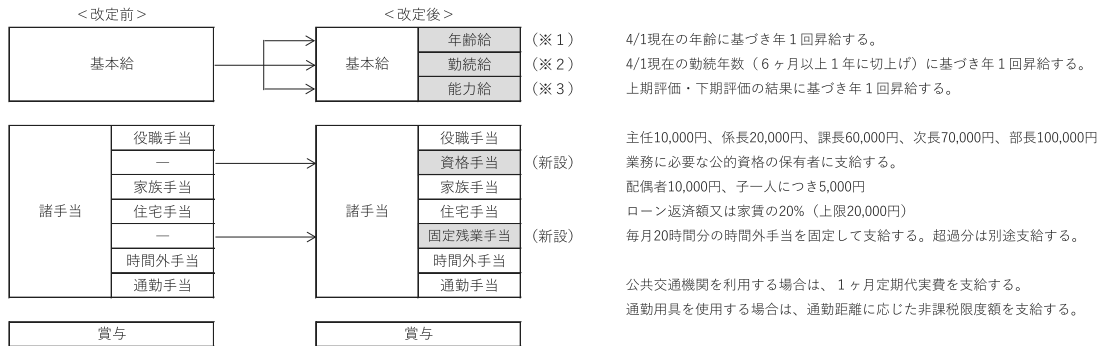 ＜改定前＞ ＜改定後＞
基本給 基本給 年齢給 （※１） 4/1現在の年齢に基づき年１回昇給する。
勤続給 （※２） 4/1現在の勤続年数（６ヶ月以上１年に切上げ）に基づき年１回昇給する。
能力給 （※３） 上期評価・下期評価の結果に基づき年１回昇給する。
諸手当 役職手当 諸手当 役職手当 主任10,000円、係長20,000円、課長60,000円、次長70,000円、部長100,000円
― 資格手当 （新設） 業務に必要な公的資格の保有者に支給する。
家族手当 家族手当 配偶者10,000円、子一人につき5,000円
住宅手当 住宅手当 ローン返済額又は家賃の20%（上限20,000円）
― 固定残業手当 （新設） 毎月20時間分の時間外手当を固定して支給する。超過分は別途支給する。
時間外手当 時間外手当
通勤手当 通勤手当 公共交通機関を利用する場合は、１ヶ月定期代実費を支給する。
通勤用具を使用する場合は、通勤距離に応じた非課税限度額を支給する。
賞与 賞与